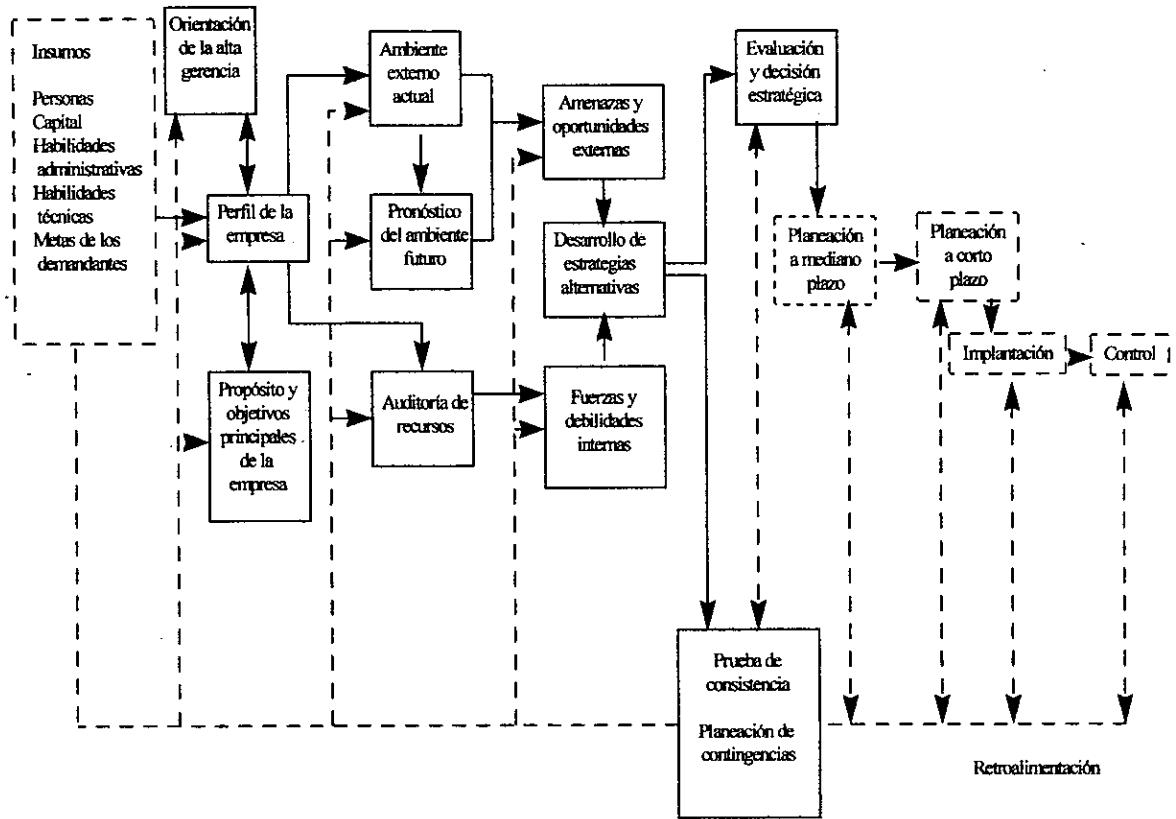 Insumos
Personas
Capital
Habilidades
administrativas
Habilidades
técnicas
Metas de los
demandantes
Orientación
de la alta
gerencia
Perfil de la
empresa
Propósito y
objetivos
principales
de la
empresa
Ambiente
externo
actual
Pronóstico
del ambiente
futuro
Auditoría de
recursos
Amenazas y
oportunidades
externas
Desarrollo de
estrategias
alternativas
Fuerzas y
debilidades
internas
Evaluación
y decisión
estratégica
Planeación
a mediano
plazo
Planeación
a corto
plazo
Implantación
Control
Prueba de
consistencia
Planeación de
contingencias
Retroalimentación